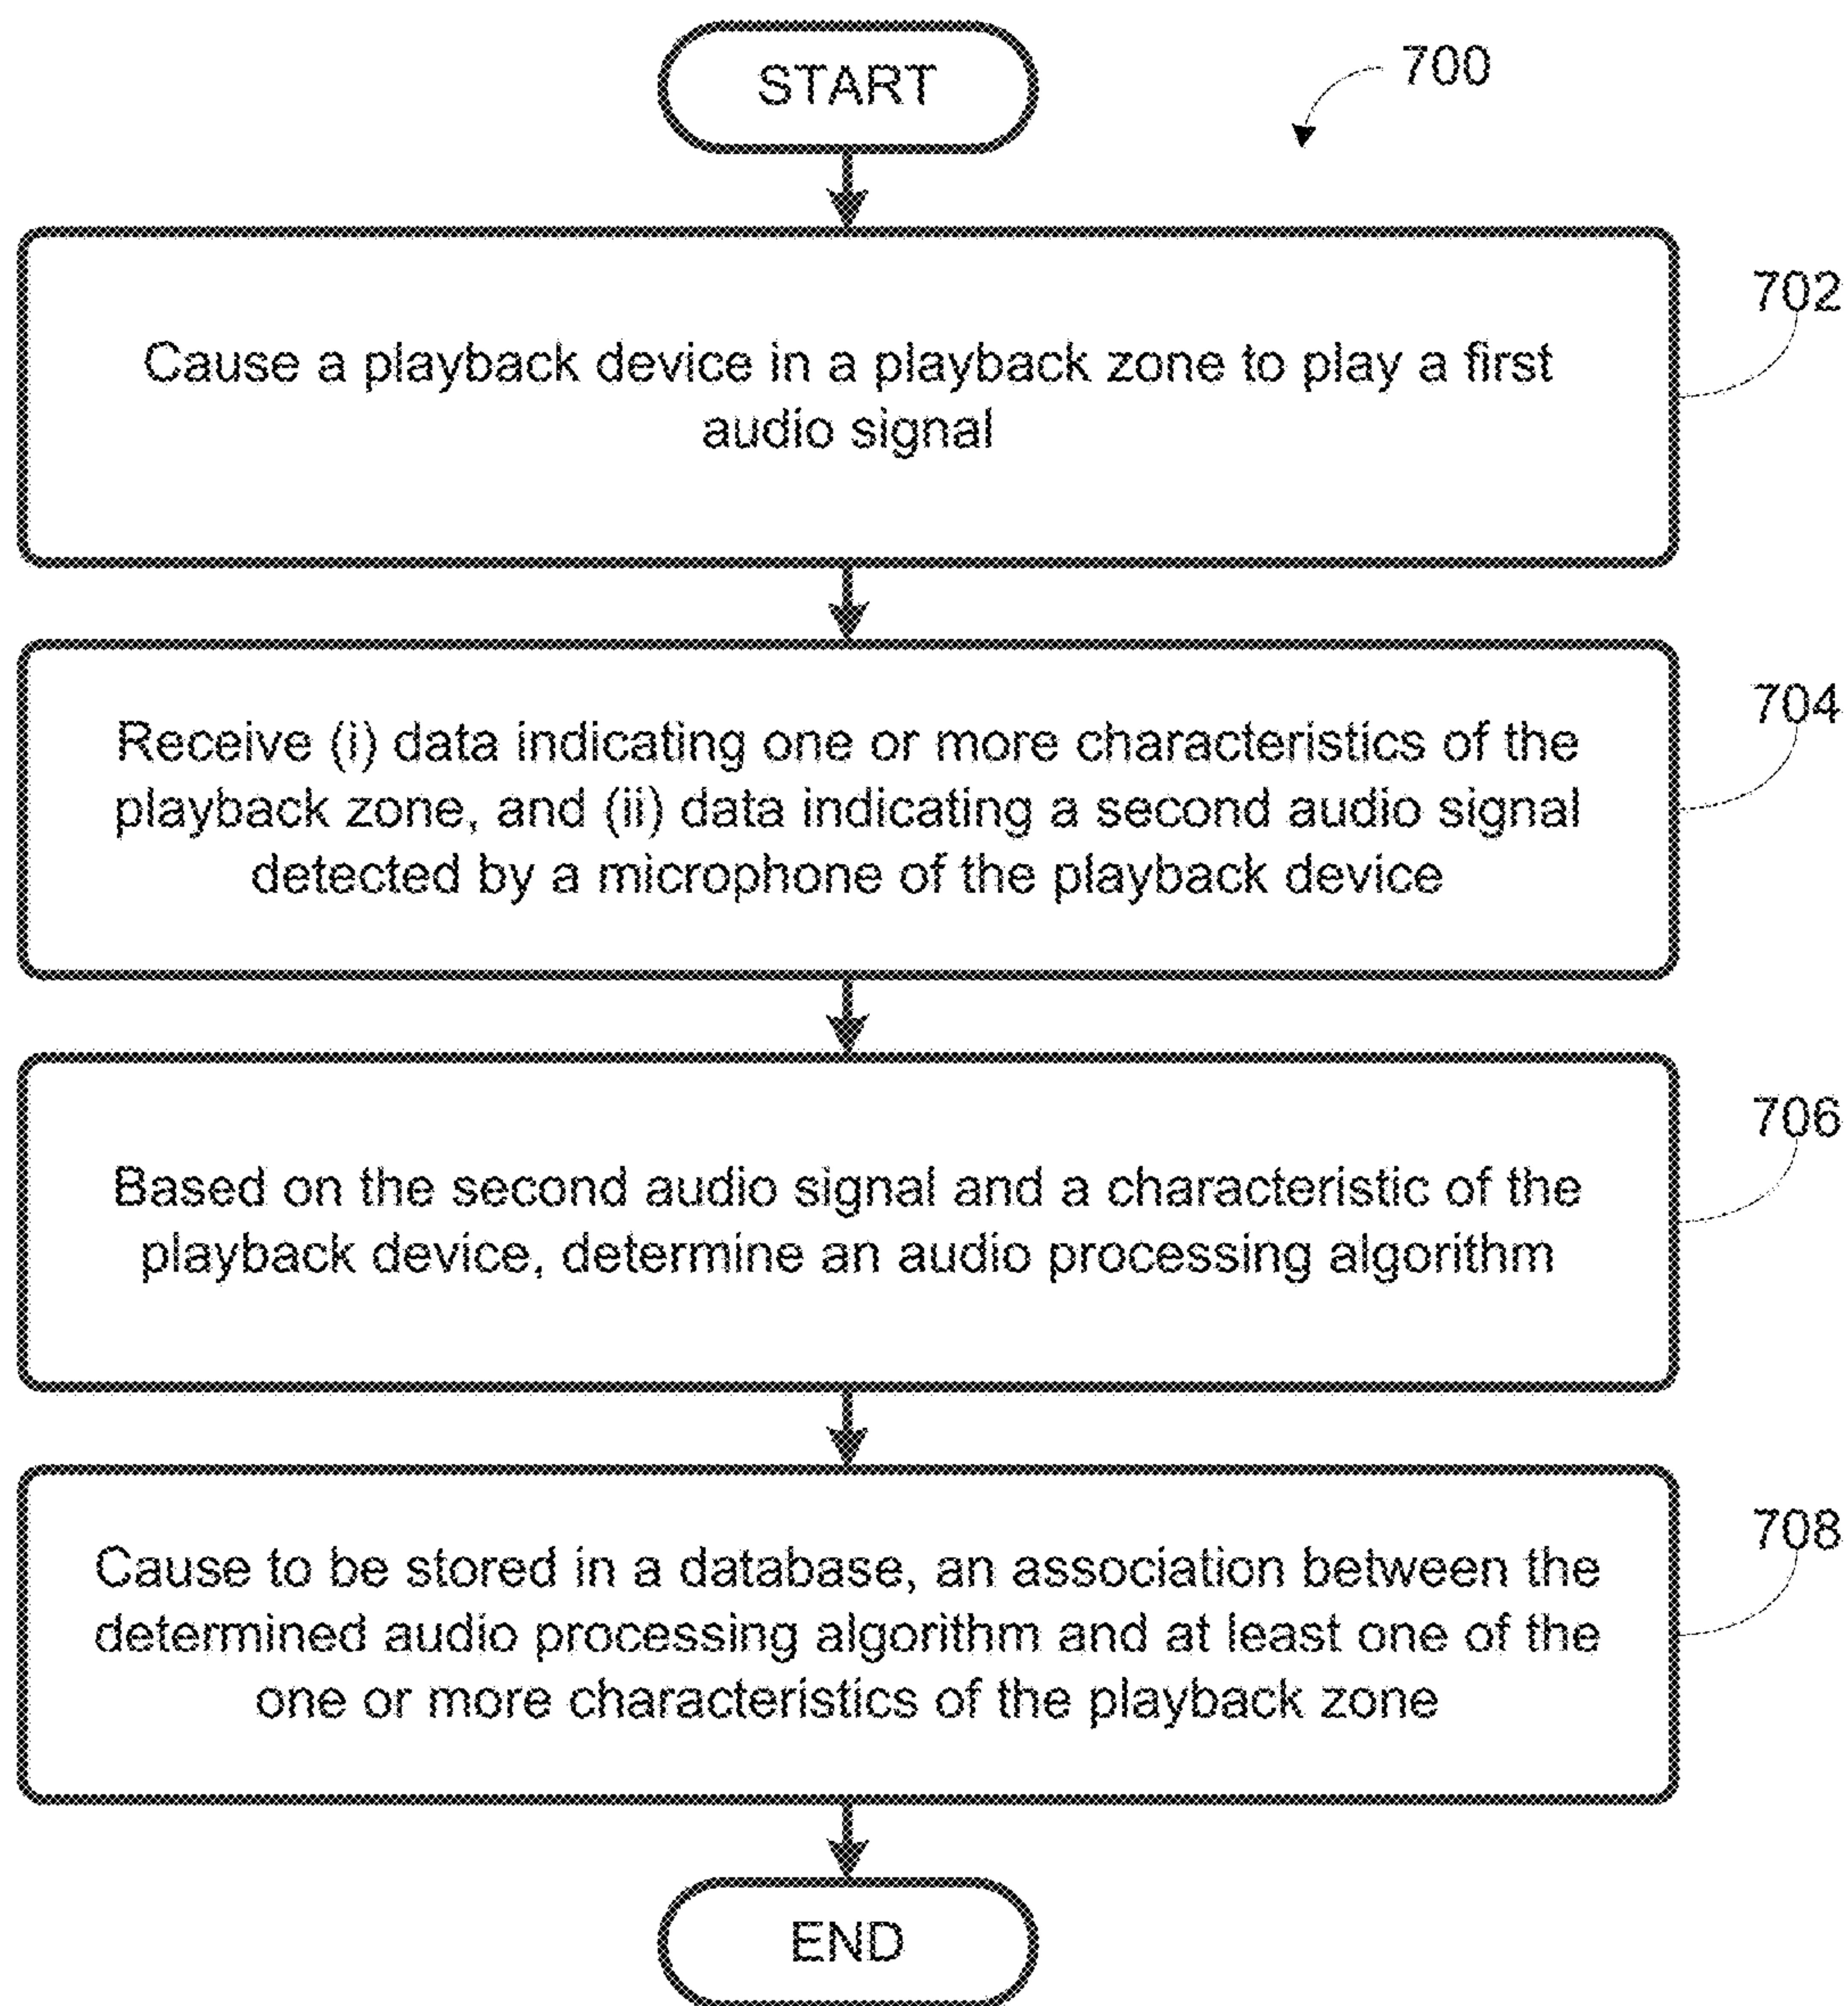 START
700
Cause a playback device in a playback zone to play a first
audio signal
702
Receive (i) data indicating one or more characteristics of the
playback zone, and (ii) data indicating a second audio signal
detected by a microphone of the playback device
704
Based on the second audio signal and a characteristic of the
playback device, determine an audio processing algorithm
706
Cause to be stored in a database, an association between the
determined audio processing algorithm and at least one of the
one or more characteristics of the playback zone
708
END